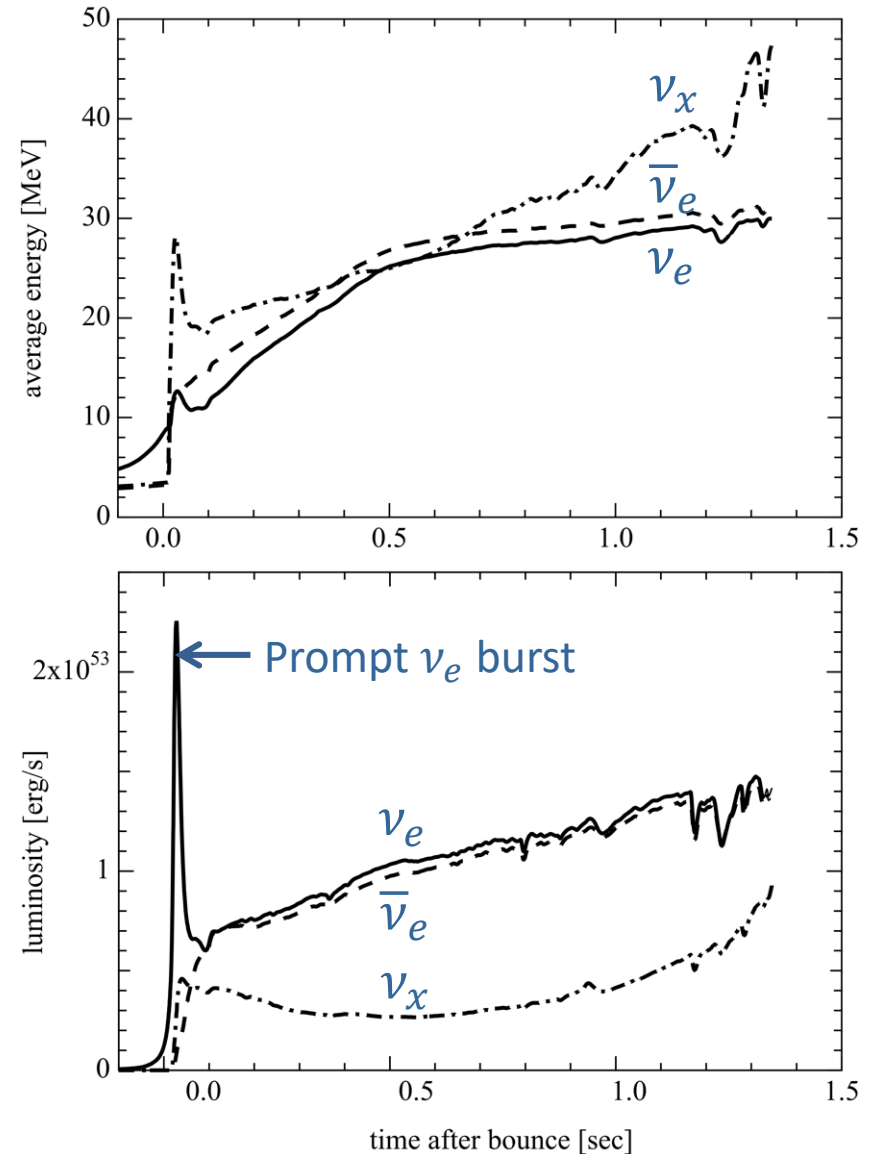 50
40
30
20
10
0
average energy [MeV]
ν_x
ν̅_e
ν_e
0.0
0.5
1.0
1.5
2x10^53
1
0
luminosity [erg/s]
Prompt ν_e burst
ν_e
ν̅_e
ν_x
0.0
0.5
1.0
1.5
time after bounce [sec]